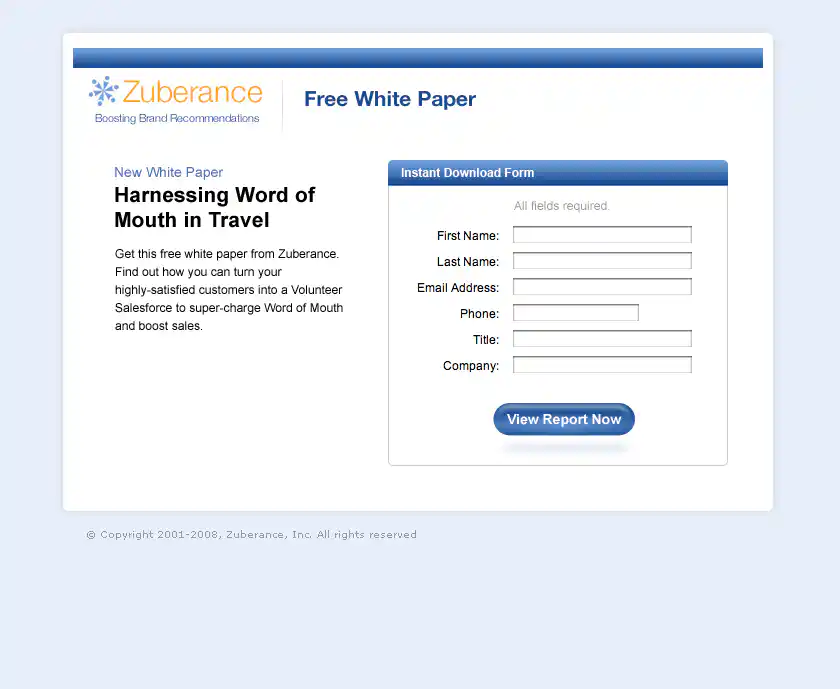 Zuberance
Boosting Brand Recommendations
Free White Paper
New White Paper
Harnessing Word of
Mouth in Travel
Get this free white paper from Zuberance.
Find out how you can turn your
highly-satisfied customers into a Volunteer
Salesforce to super-charge Word of Mouth
and boost sales.
Instant Download Form
All fields required.
First Name:
Last Name:
Email Address:
Phone:
Title:
Company:
View Report Now
© Copyright 2001-2008, Zuberance, Inc. All rights reserved